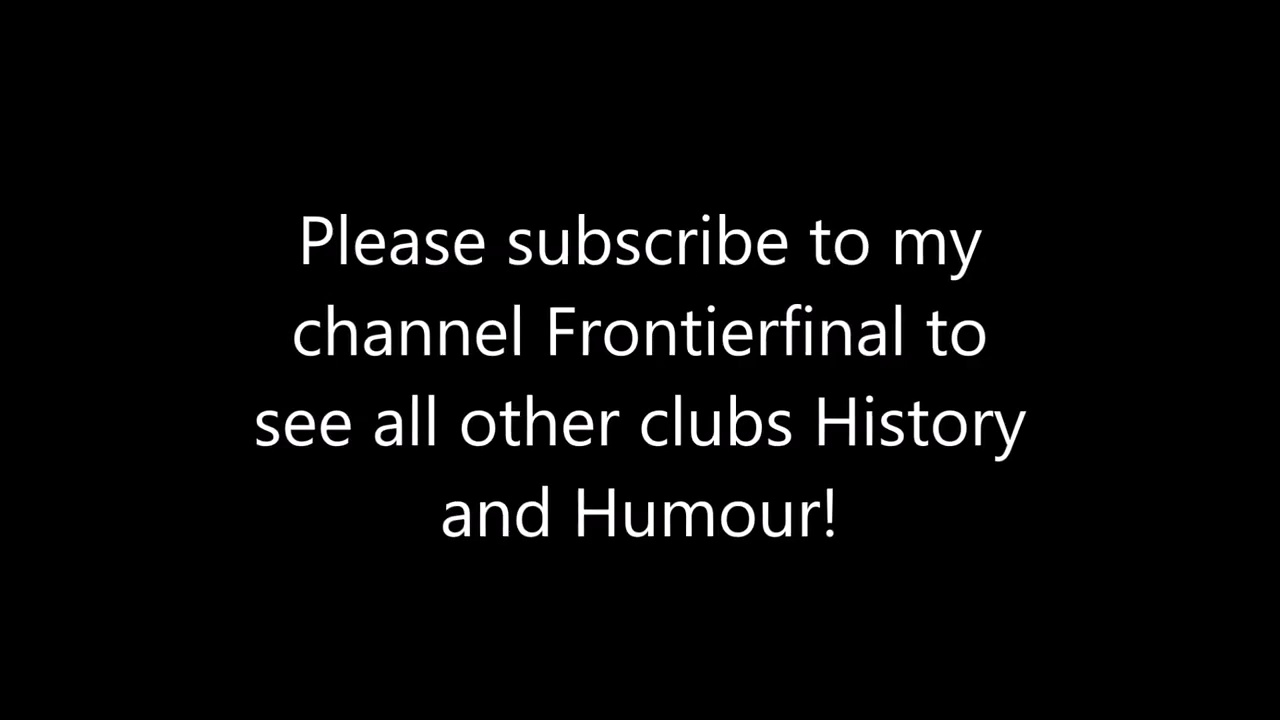 Please subscribe to my
channel Frontierfinal to
see all other clubs History
and Humour!